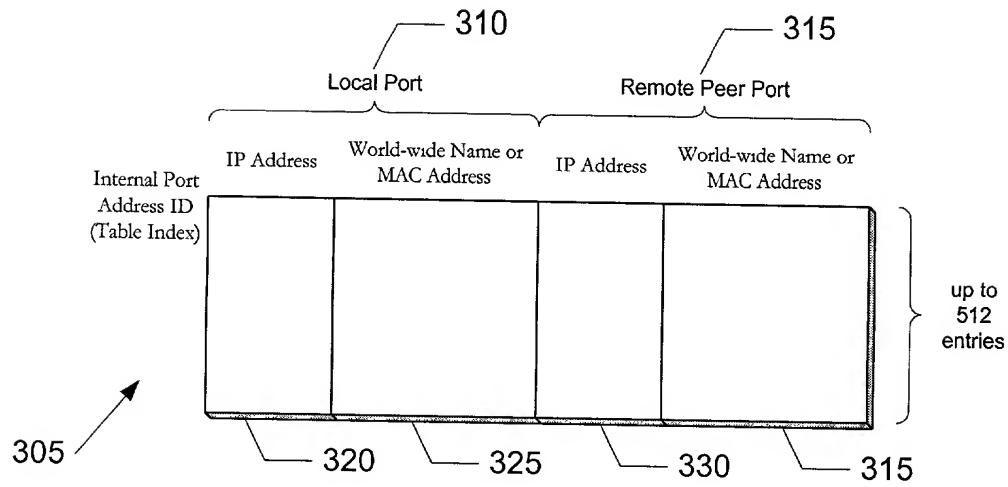 310
315
Local Port
Remote Peer Port
IP Address
World-wide Name or
MAC Address
IP Address
World-wide Name or
MAC Address
Internal Port
Address ID
(Table Index)
up to
512
entries
305
320
325
330
315